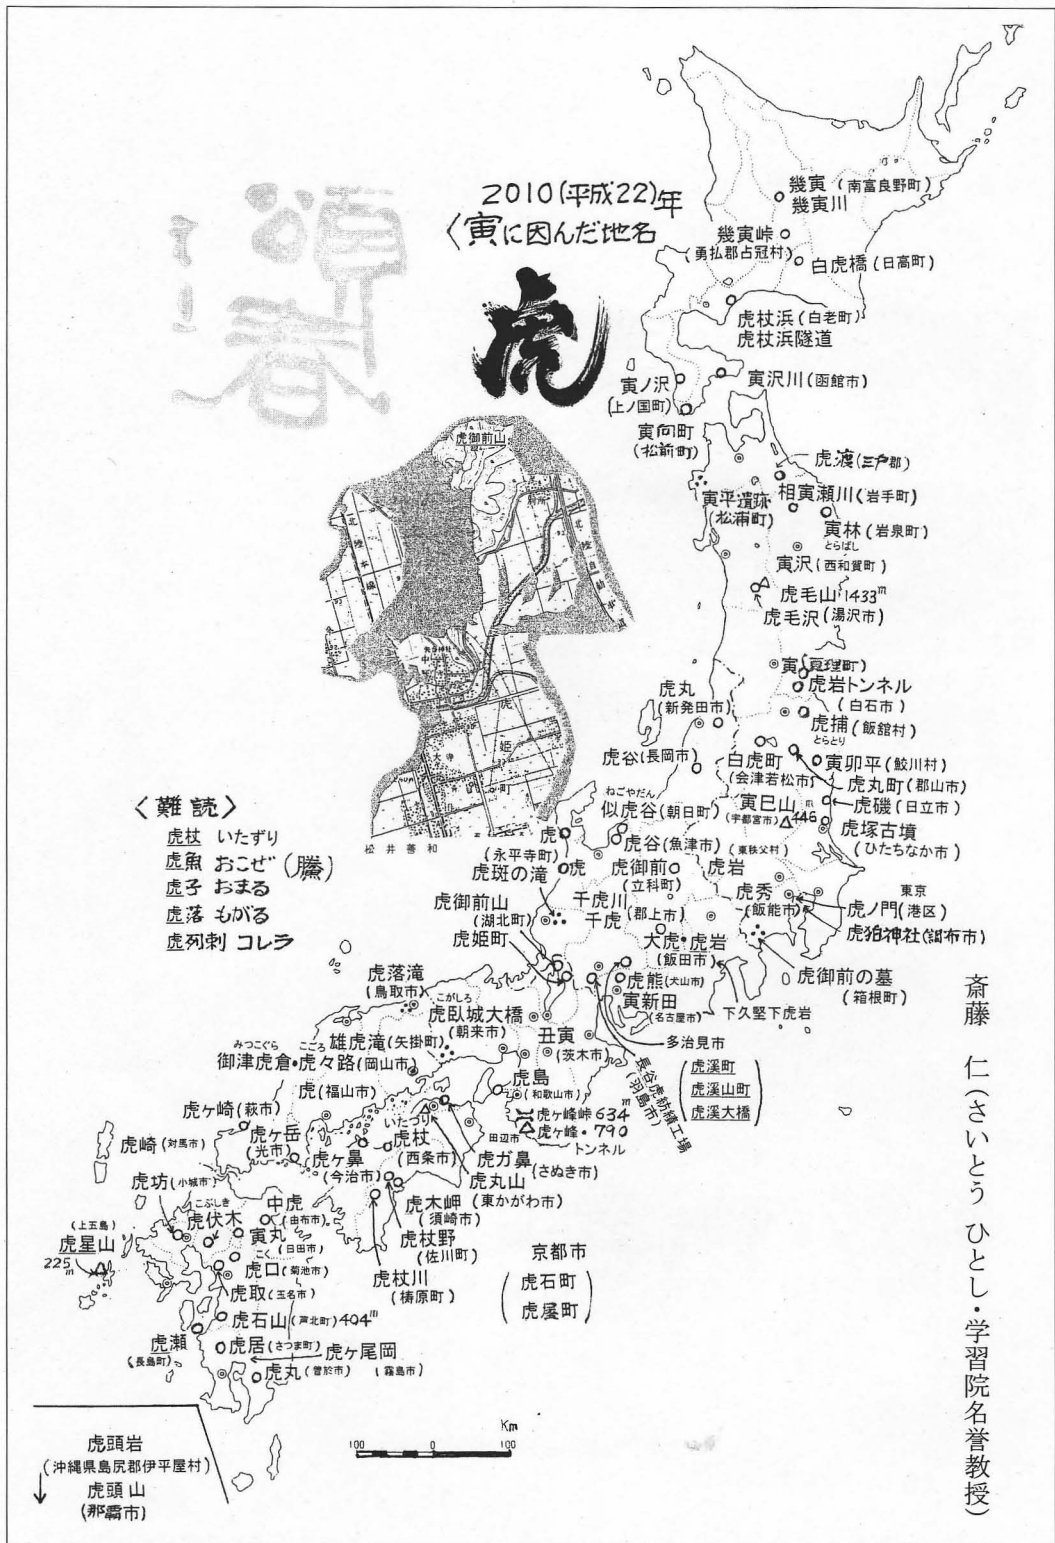 2010(平成22)年
〈寅に因んだ地名
虎
幾寅(南富良野町)
幾寅川
幾寅峠
(勇払郡占冠村)
白虎橋(日高町)
虎杖浜(白老町)
虎杖浜隧道
寅ノ沢
(上ノ国町)
寅沢川(函館市)
寅向町
(松前町)
虎渡(三戸郡)
寅平遺跡
(松浦町)
相寅瀬川(岩手町)
寅林(岩泉町)
とらばし
寅沢(西和賀町)
虎毛山1433m
虎毛沢(湯沢市)
寅(亘理町)
虎岩トンネル
(白石市)
虎捕(飯舘村)
とらとり
虎丸
(新発田市)
虎谷(長岡市)
白虎町
(会津若松市)
寅卯平(鮫川村)
虎丸町(郡山市)
寅巳山
(宇都宮市)446m
虎磯(日立市)
虎塚古墳
(ひたちなか市)
ねごやだん
似虎谷(朝日町)
虎谷(魚津市)
(東秩父村)
虎岩
虎
(永平寺町)
虎斑の滝
虎
虎御前
(立科町)
虎秀
(飯能市)
東京
虎ノ門(港区)
虎狛神社(調布市)
虎御前の墓
(箱根町)
虎御前山
(湖北町)
虎姫町
千虎川
千虎(郡上市)
大虎・虎岩
(飯田市)
虎熊(犬山市)
寅新田
(名古屋市)
下久堅下虎岩
多治見市
(虎溪町
虎溪山町
虎溪大橋)
長谷虎紡績工場
(羽島市)
虎落滝
(鳥取市)
こがしろ
虎臥城大橋
(朝来市)
丑寅
(茨木市)
雄虎滝(矢掛町)
みつこぐら こごろ
御津虎倉・虎々路(岡山市)
虎(福山市)
虎島
(和歌山市)
虎ケ峰峠634m
虎ケ峰・790
田辺市
トンネル
虎ヶ崎(萩市)
虎ヶ岳
(光市)
虎ヶ鼻
(今治市)
いたづり
虎杖
(西条市)
虎ガ鼻
(さぬき市)
虎丸山
(東かがわ市)
虎木岬
(須崎市)
虎杖野
(佐川町)
虎杖川
(梼原町)
虎崎(対馬市)
虎坊(小城市)
こぶしき
虎伏木
中虎
(由布市)
寅丸
(日田市)
こく
虎口(菊池市)
虎取(玉名市)
(上五島)
虎星山
225m
虎石山(芦北町)404m
虎瀬
(長島町)
虎居(さつま町)
虎ヶ尾岡
(霧島市)
虎丸(曽於市)
京都市
(虎石町
虎屋町)
〈難読〉
虎杖 いたずり
虎魚 おこぜ(鰧)
虎子 おまる
虎落 もがる
虎列刺 コレラ
虎御前山
北陸本線
北陸自動車道
虎
姫
町
松井善和
Km
100 0 100
虎頭岩
(沖縄県島尻郡伊平屋村)
虎頭山
(那覇市)
斎藤 仁(さいとう ひとし・学習院名誉教授)